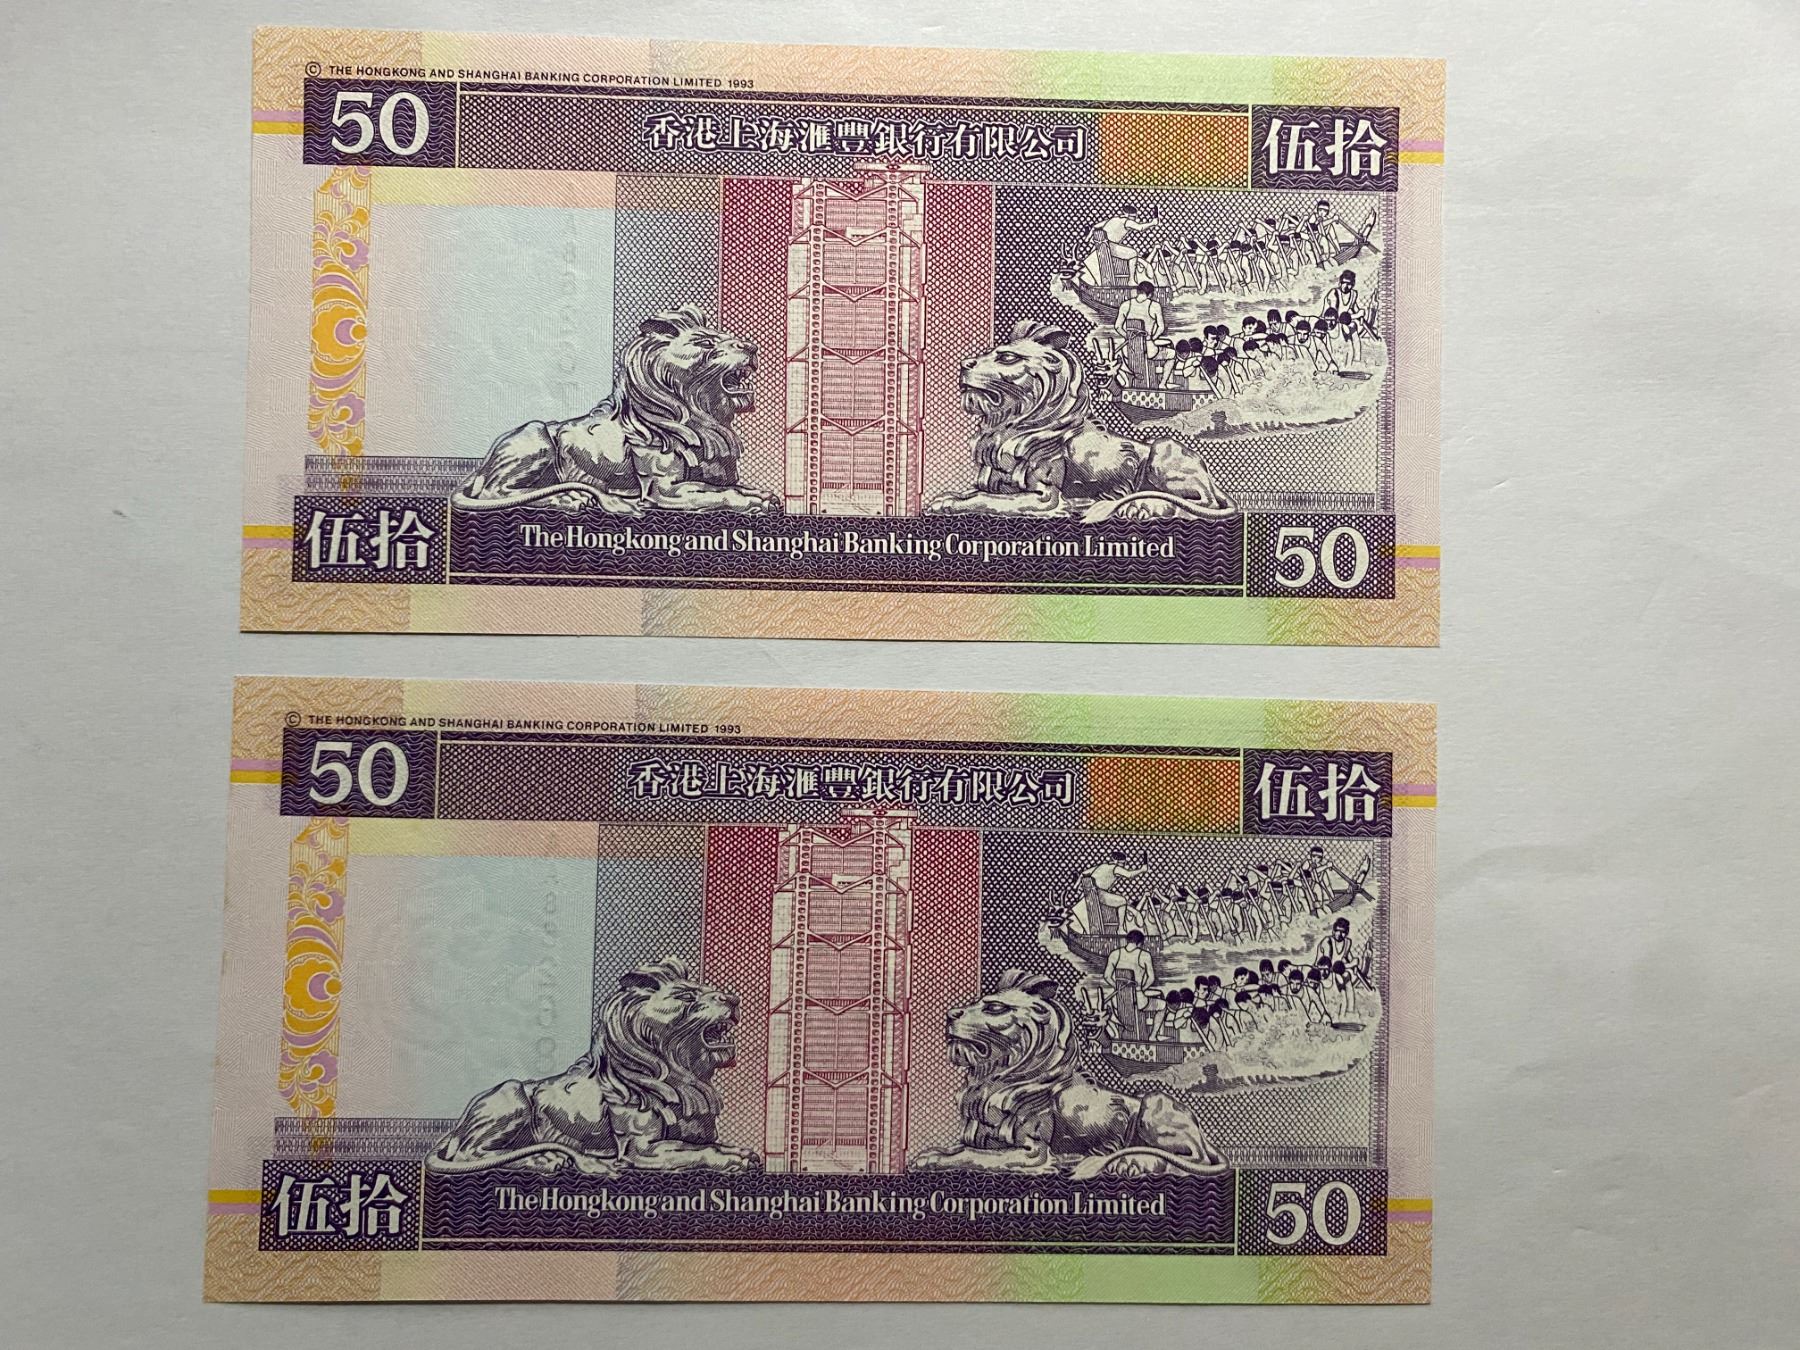 © THE HONGKONG AND SHANGHAI BANKING CORPORATION LIMITED 1993
50 香港上海滙豐銀行有限公司 伍拾
伍拾 The Hongkong and Shanghai Banking Corporation Limited 50
© THE HONGKONG AND SHANGHAI BANKING CORPORATION LIMITED 1993
50 香港上海滙豐銀行有限公司 伍拾
伍拾 The Hongkong and Shanghai Banking Corporation Limited 50